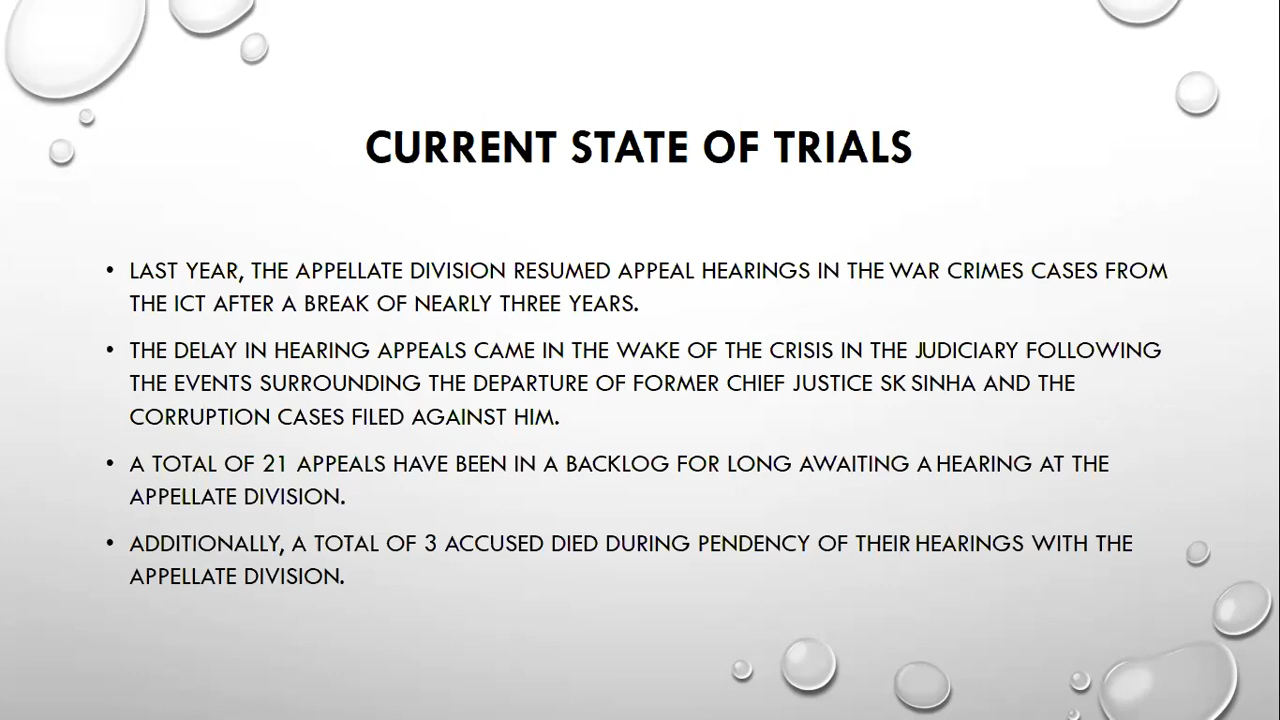 CURRENT STATE OF TRIALS
• LAST YEAR, THE APPELLATE DIVISION RESUMED APPEAL HEARINGS IN THE WAR CRIMES CASES FROM
THE ICT AFTER A BREAK OF NEARLY THREE YEARS.
• THE DELAY IN HEARING APPEALS CAME IN THE WAKE OF THE CRISIS IN THE JUDICIARY FOLLOWING
THE EVENTS SURROUNDING THE DEPARTURE OF FORMER CHIEF JUSTICE SK SINHA AND THE
CORRUPTION CASES FILED AGAINST HIM.
• A TOTAL OF 21 APPEALS HAVE BEEN IN A BACKLOG FOR LONG AWAITING A HEARING AT THE
APPELLATE DIVISION.
• ADDITIONALLY, A TOTAL OF 3 ACCUSED DIED DURING PENDENCY OF THEIR HEARINGS WITH THE
APPELLATE DIVISION.